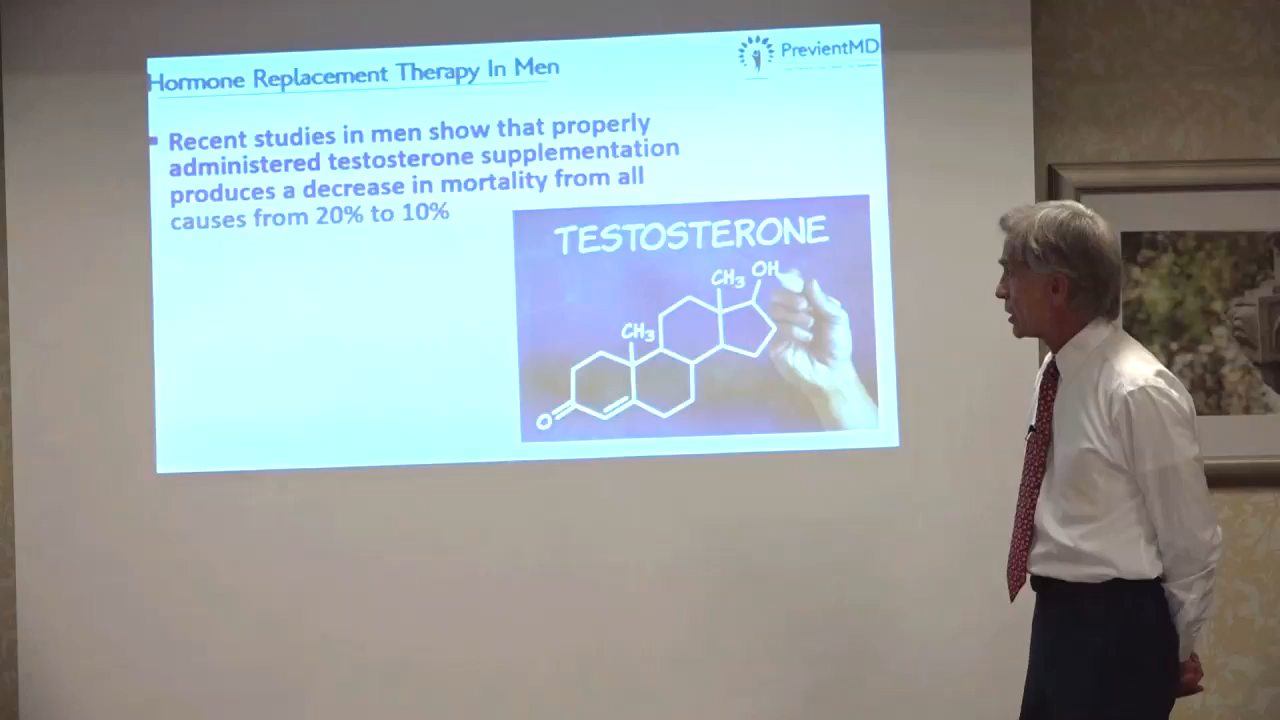 Hormone Replacement Therapy In Men
PrevientMD
Recent studies in men show that properly
administered testosterone supplementation
produces a decrease in mortality from all
causes from 20% to 10%
TESTOSTERONE
CH3
OH
CH3
O